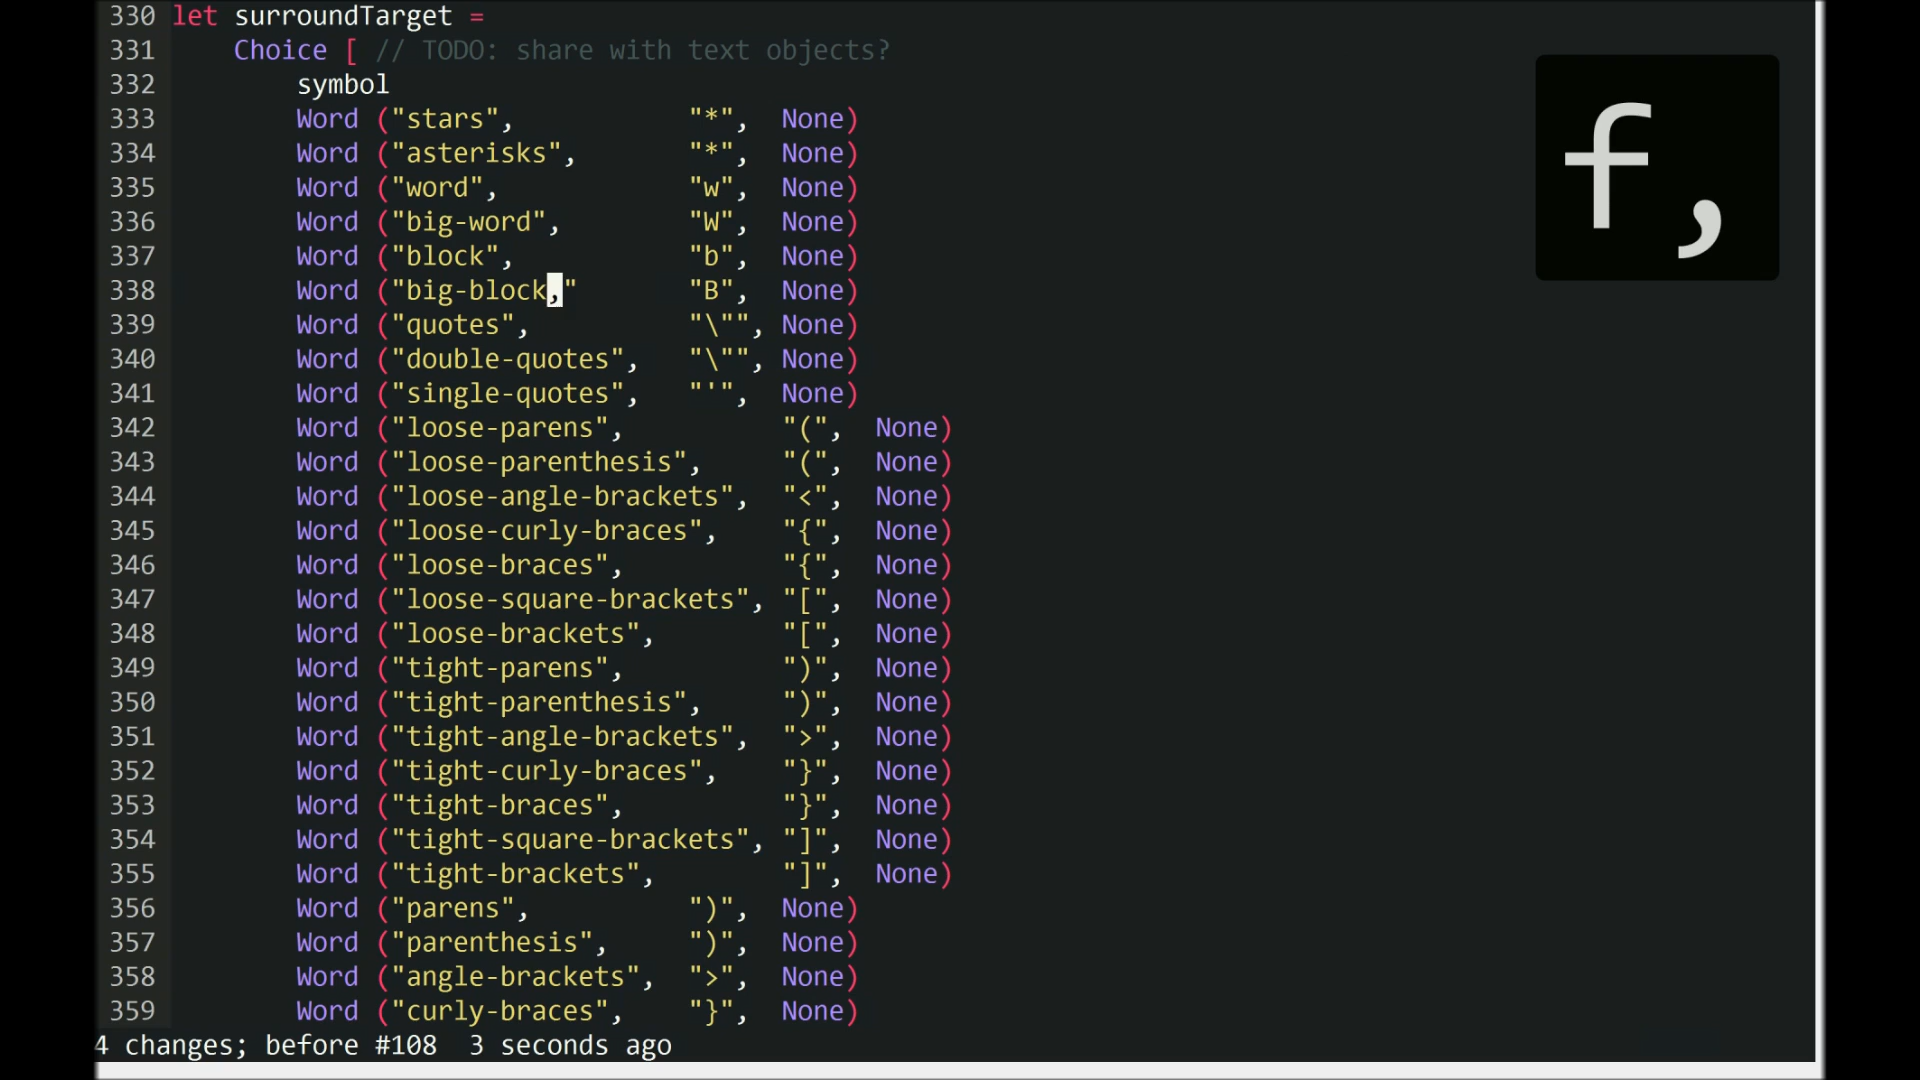 330 let surroundTarget =
331     Choice [ // TODO: share with text objects?
332         symbol
333         Word ("stars",           "*",  None)
334         Word ("asterisks",       "*",  None)
335         Word ("word",            "w",  None)
336         Word ("big-word",        "W",  None)
337         Word ("block",           "b",  None)
338         Word ("big-block,"       "B",  None)
339         Word ("quotes",          "\"", None)
340         Word ("double-quotes",   "\"", None)
341         Word ("single-quotes",   "'",  None)
342         Word ("loose-parens",          "(",  None)
343         Word ("loose-parenthesis",     "(",  None)
344         Word ("loose-angle-brackets",  "<",  None)
345         Word ("loose-curly-braces",    "{",  None)
346         Word ("loose-braces",          "{",  None)
347         Word ("loose-square-brackets", "[",  None)
348         Word ("loose-brackets",        "[",  None)
349         Word ("tight-parens",          ")",  None)
350         Word ("tight-parenthesis",     ")",  None)
351         Word ("tight-angle-brackets",  ">",  None)
352         Word ("tight-curly-braces",    "}",  None)
353         Word ("tight-braces",          "}",  None)
354         Word ("tight-square-brackets", "]",  None)
355         Word ("tight-brackets",        "]",  None)
356         Word ("parens",          ")",  None)
357         Word ("parenthesis",     ")",  None)
358         Word ("angle-brackets",  ">",  None)
359         Word ("curly-braces",    "}",  None)
4 changes; before #108  3 seconds ago
f,